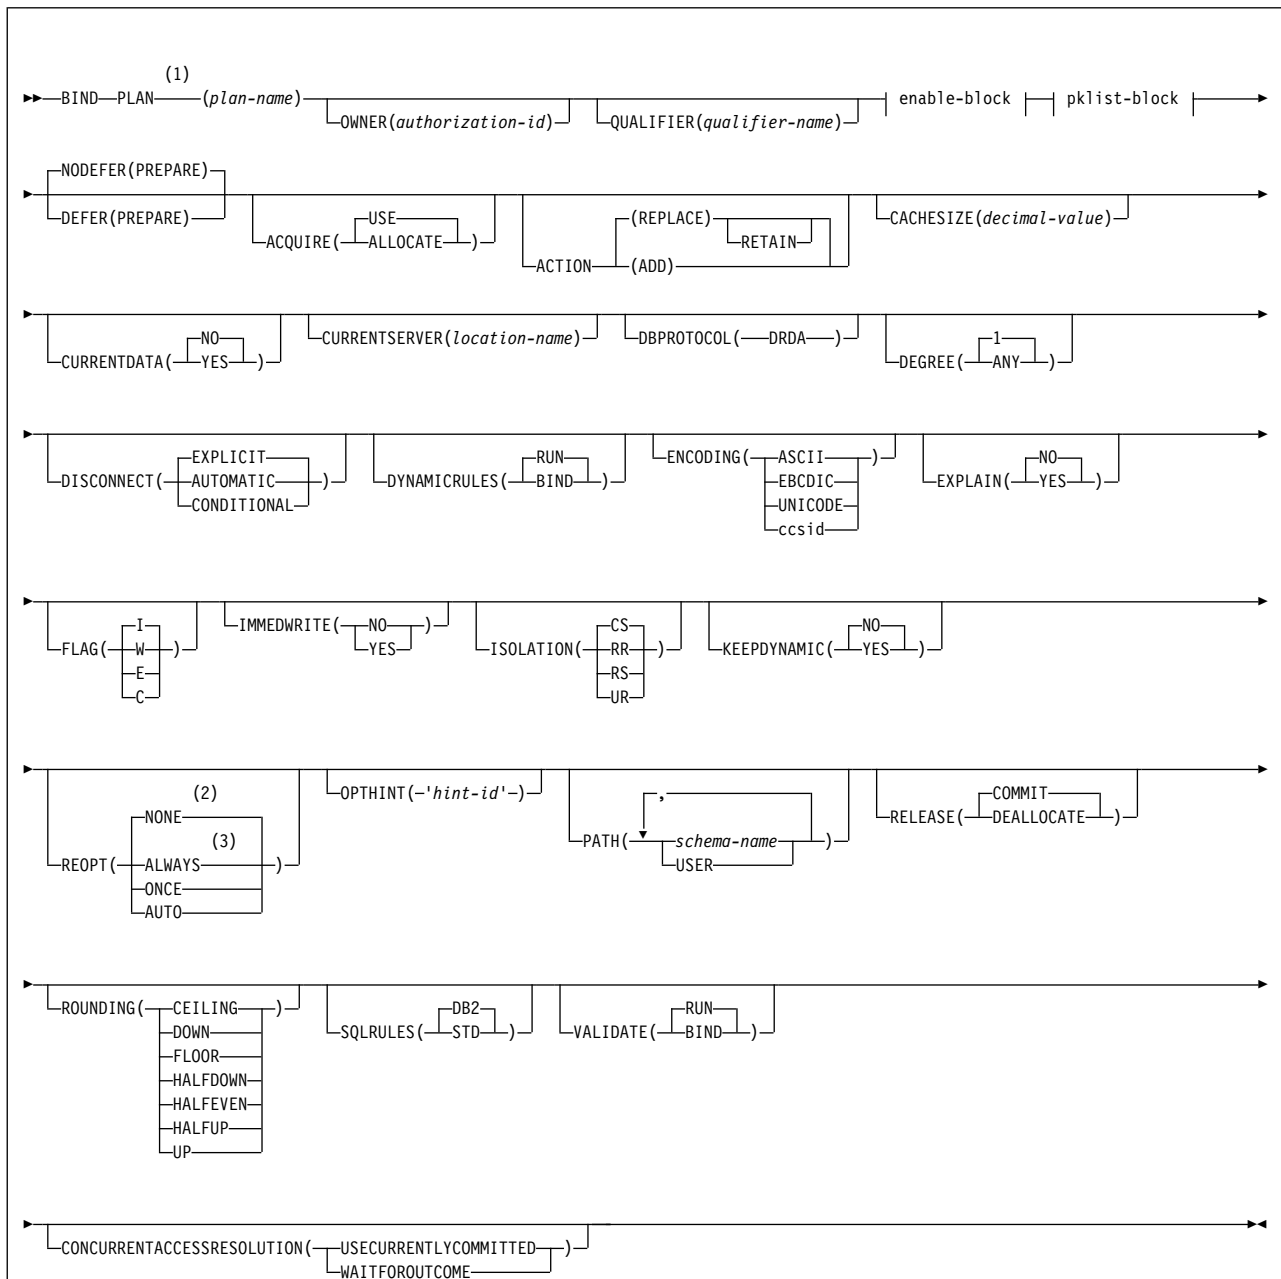 (1)
BIND PLAN (plan-name) enable-block pklist-block
OWNER(authorization-id) QUALIFIER(qualifier-name)
NODEFER(PREPARE)
DEFER(PREPARE) USE (REPLACE) CACHESIZE(decimal-value)
ACQUIRE( ALLOCATE ) RETAIN
ACTION (ADD)
NO CURRENTSERVER(location-name) DBPROTOCOL( DRDA ) 1
CURRENTDATA( YES ) DEGREE( ANY )
EXPLICIT RUN ENCODING( ASCII ) NO
DISCONNECT( AUTOMATIC ) DYNAMICRULES( BIND ) EBCDIC EXPLAIN( YES )
CONDITIONAL UNICODE
ccsid
I IMMEDWRITE( NO ) CS NO
FLAG( W ) YES ISOLATION( RR ) KEEPDYNAMIC( YES )
E RS
C UR
(2) OPTHINT( 'hint-id' ) , COMMIT
NONE RELEASE( DEALLOCATE )
(3) PATH( schema-name )
REOPT( ALWAYS ) USER
ONCE
AUTO
ROUNDING( CEILING ) DB2 RUN
DOWN SQLRULES( STD ) VALIDATE( BIND )
FLOOR
HALFDOWN
HALFEVEN
HALFUP
UP
CONCURRENTACCESSRESOLUTION( USECURRENTLYCOMMITTED )
WAITFOROUTCOME